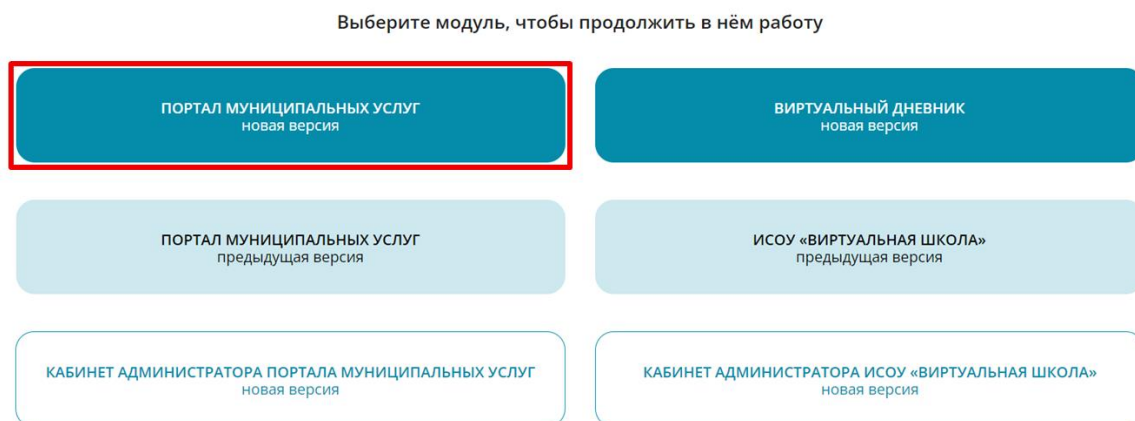 Выберите модуль, чтобы продолжить в нём работу
ПОРТАЛ МУНИЦИПАЛЬНЫХ УСЛУГ
новая версия
ВИРТУАЛЬНЫЙ ДНЕВНИК
новая версия
ПОРТАЛ МУНИЦИПАЛЬНЫХ УСЛУГ
предыдущая версия
ИСОУ «ВИРТУАЛЬНАЯ ШКОЛА»
предыдущая версия
КАБИНЕТ АДМИНИСТРАТОРА ПОРТАЛА МУНИЦИПАЛЬНЫХ УСЛУГ
новая версия
КАБИНЕТ АДМИНИСТРАТОРА ИСОУ «ВИРТУАЛЬНАЯ ШКОЛА»
новая версия